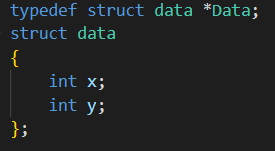 typedef struct data *Data;
struct data
{
    int x;
    int y;
};